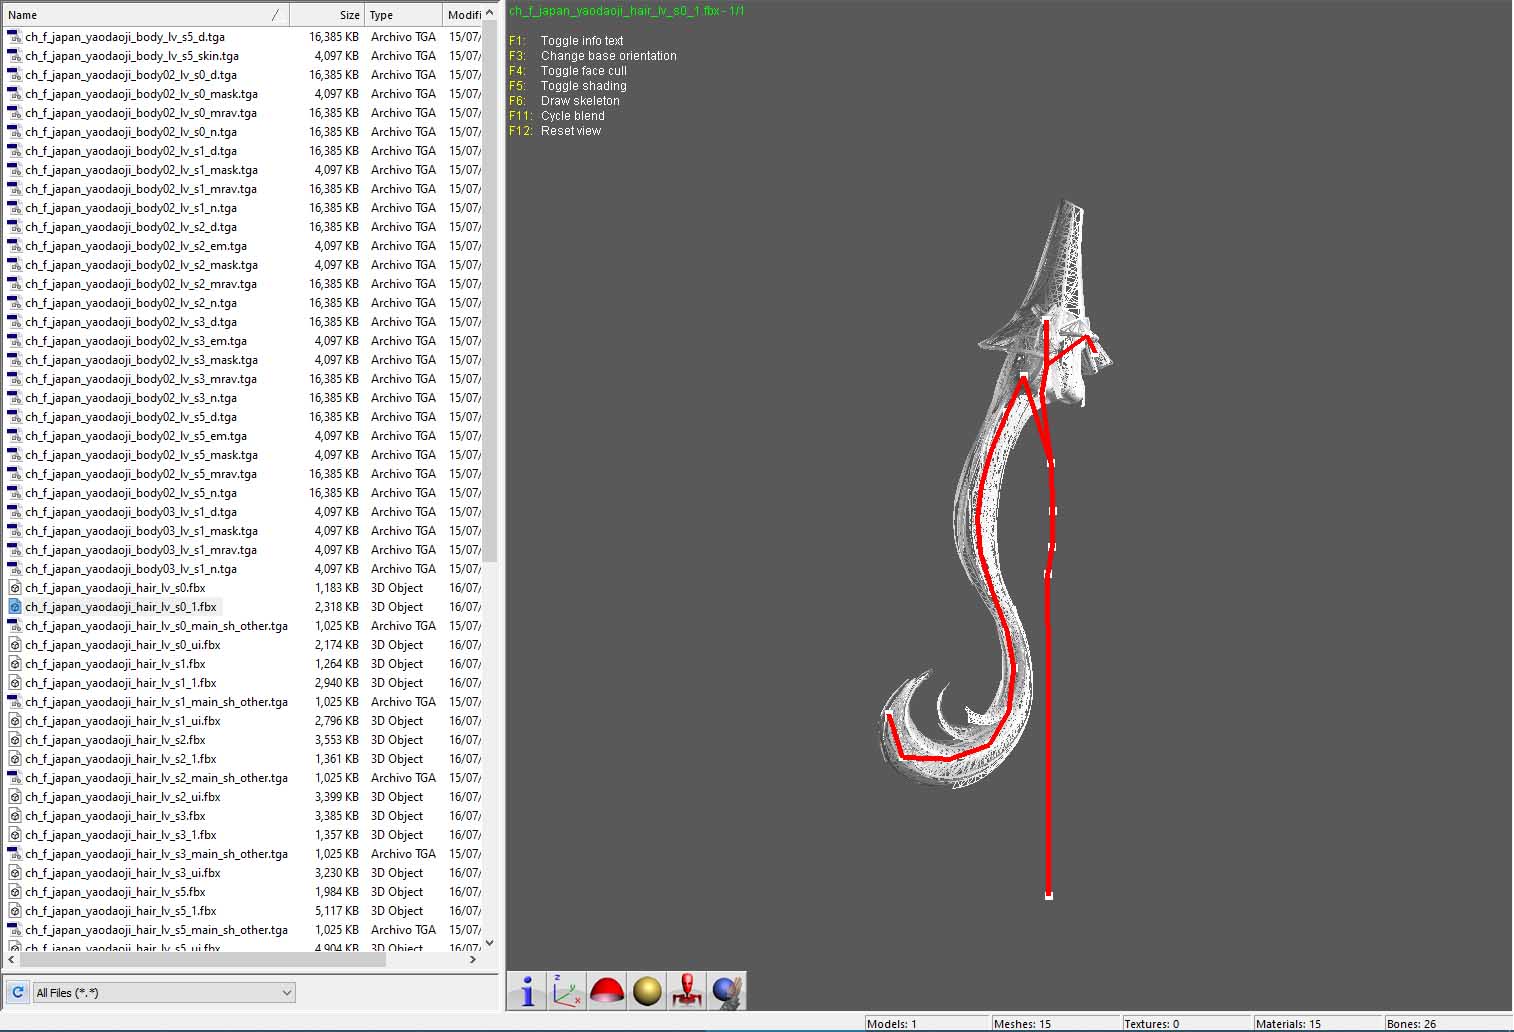 Name Size Type Modifi
ch_f_japan_yaodaoji_body_lv_s5_d.tga 16,385 KB Archivo TGA 15/07/
ch_f_japan_yaodaoji_body_lv_s5_skin.tga 4,097 KB Archivo TGA 15/07/
ch_f_japan_yaodaoji_body02_lv_s0_d.tga 16,385 KB Archivo TGA 15/07/
ch_f_japan_yaodaoji_body02_lv_s0_mask.tga 4,097 KB Archivo TGA 15/07/
ch_f_japan_yaodaoji_body02_lv_s0_mrav.tga 16,385 KB Archivo TGA 15/07/
ch_f_japan_yaodaoji_body02_lv_s0_n.tga 16,385 KB Archivo TGA 15/07/
ch_f_japan_yaodaoji_body02_lv_s1_d.tga 16,385 KB Archivo TGA 15/07/
ch_f_japan_yaodaoji_body02_lv_s1_mask.tga 4,097 KB Archivo TGA 15/07/
ch_f_japan_yaodaoji_body02_lv_s1_mrav.tga 16,385 KB Archivo TGA 15/07/
ch_f_japan_yaodaoji_body02_lv_s1_n.tga 16,385 KB Archivo TGA 15/07/
ch_f_japan_yaodaoji_body02_lv_s2_d.tga 16,385 KB Archivo TGA 15/07/
ch_f_japan_yaodaoji_body02_lv_s2_em.tga 4,097 KB Archivo TGA 15/07/
ch_f_japan_yaodaoji_body02_lv_s2_mask.tga 4,097 KB Archivo TGA 15/07/
ch_f_japan_yaodaoji_body02_lv_s2_mrav.tga 16,385 KB Archivo TGA 15/07/
ch_f_japan_yaodaoji_body02_lv_s2_n.tga 16,385 KB Archivo TGA 15/07/
ch_f_japan_yaodaoji_body02_lv_s3_d.tga 16,385 KB Archivo TGA 15/07/
ch_f_japan_yaodaoji_body02_lv_s3_em.tga 4,097 KB Archivo TGA 15/07/
ch_f_japan_yaodaoji_body02_lv_s3_mask.tga 4,097 KB Archivo TGA 15/07/
ch_f_japan_yaodaoji_body02_lv_s3_mrav.tga 16,385 KB Archivo TGA 15/07/
ch_f_japan_yaodaoji_body02_lv_s3_n.tga 16,385 KB Archivo TGA 15/07/
ch_f_japan_yaodaoji_body02_lv_s5_d.tga 16,385 KB Archivo TGA 15/07/
ch_f_japan_yaodaoji_body02_lv_s5_em.tga 4,097 KB Archivo TGA 15/07/
ch_f_japan_yaodaoji_body02_lv_s5_mask.tga 4,097 KB Archivo TGA 15/07/
ch_f_japan_yaodaoji_body02_lv_s5_mrav.tga 16,385 KB Archivo TGA 15/07/
ch_f_japan_yaodaoji_body02_lv_s5_n.tga 16,385 KB Archivo TGA 15/07/
ch_f_japan_yaodaoji_body03_lv_s1_d.tga 4,097 KB Archivo TGA 15/07/
ch_f_japan_yaodaoji_body03_lv_s1_mask.tga 4,097 KB Archivo TGA 15/07/
ch_f_japan_yaodaoji_body03_lv_s1_mrav.tga 4,097 KB Archivo TGA 15/07/
ch_f_japan_yaodaoji_body03_lv_s1_n.tga 4,097 KB Archivo TGA 15/07/
ch_f_japan_yaodaoji_hair_lv_s0.fbx 1,183 KB 3D Object 16/07/
ch_f_japan_yaodaoji_hair_lv_s0_1.fbx 2,318 KB 3D Object 16/07/
ch_f_japan_yaodaoji_hair_lv_s0_main_sh_other.tga 1,025 KB Archivo TGA 15/07/
ch_f_japan_yaodaoji_hair_lv_s0_ui.fbx 2,174 KB 3D Object 16/07/
ch_f_japan_yaodaoji_hair_lv_s1.fbx 1,264 KB 3D Object 16/07/
ch_f_japan_yaodaoji_hair_lv_s1_1.fbx 2,940 KB 3D Object 16/07/
ch_f_japan_yaodaoji_hair_lv_s1_main_sh_other.tga 1,025 KB Archivo TGA 15/07/
ch_f_japan_yaodaoji_hair_lv_s1_ui.fbx 2,796 KB 3D Object 16/07/
ch_f_japan_yaodaoji_hair_lv_s2.fbx 3,553 KB 3D Object 16/07/
ch_f_japan_yaodaoji_hair_lv_s2_1.fbx 1,361 KB 3D Object 16/07/
ch_f_japan_yaodaoji_hair_lv_s2_main_sh_other.tga 1,025 KB Archivo TGA 15/07/
ch_f_japan_yaodaoji_hair_lv_s2_ui.fbx 3,399 KB 3D Object 16/07/
ch_f_japan_yaodaoji_hair_lv_s3.fbx 3,385 KB 3D Object 16/07/
ch_f_japan_yaodaoji_hair_lv_s3_1.fbx 1,357 KB 3D Object 16/07/
ch_f_japan_yaodaoji_hair_lv_s3_main_sh_other.tga 1,025 KB Archivo TGA 15/07/
ch_f_japan_yaodaoji_hair_lv_s3_ui.fbx 3,230 KB 3D Object 16/07/
ch_f_japan_yaodaoji_hair_lv_s5.fbx 1,984 KB 3D Object 16/07/
ch_f_japan_yaodaoji_hair_lv_s5_1.fbx 5,117 KB 3D Object 16/07/
ch_f_japan_yaodaoji_hair_lv_s5_main_sh_other.tga 1,025 KB Archivo TGA 15/07/
ch_f_japan_yaodaoji_hair_lv_s5_ui.fbx 4,904 KB 3D Object 16/07/
All Files (*.*)
ch_f_japan_yaodaoji_hair_lv_s0_1.fbx - 1/1
F1: Toggle info text
F3: Change base orientation
F4: Toggle face cull
F5: Toggle shading
F6: Draw skeleton
F11: Cycle blend
F12: Reset view
z y x
Models: 1 Meshes: 15 Textures: 0 Materials: 15 Bones: 26